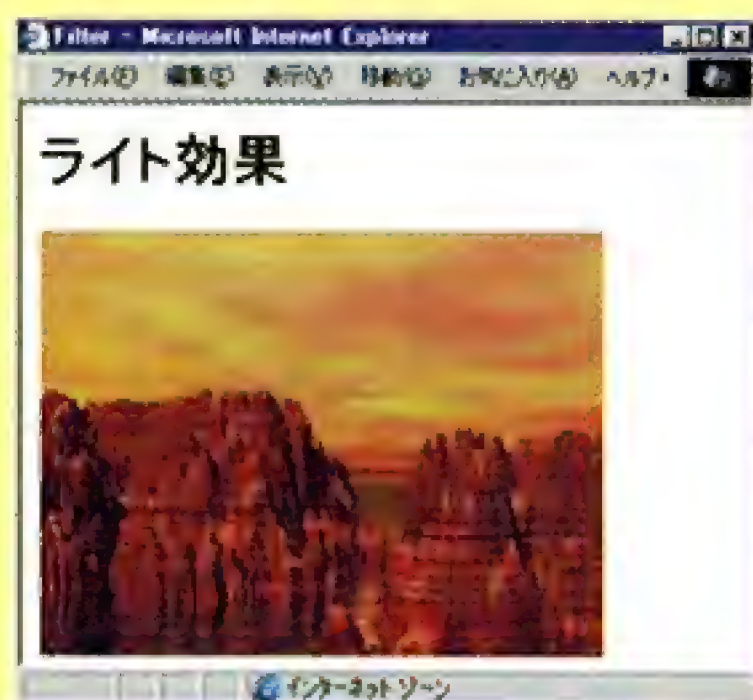 Filter - Microsoft Internet Explorer
ファイル(F) 編集(E) 表示(V) 移動(G) お気に入り(A) ヘルプ
ライト効果
インターネット ゾーン